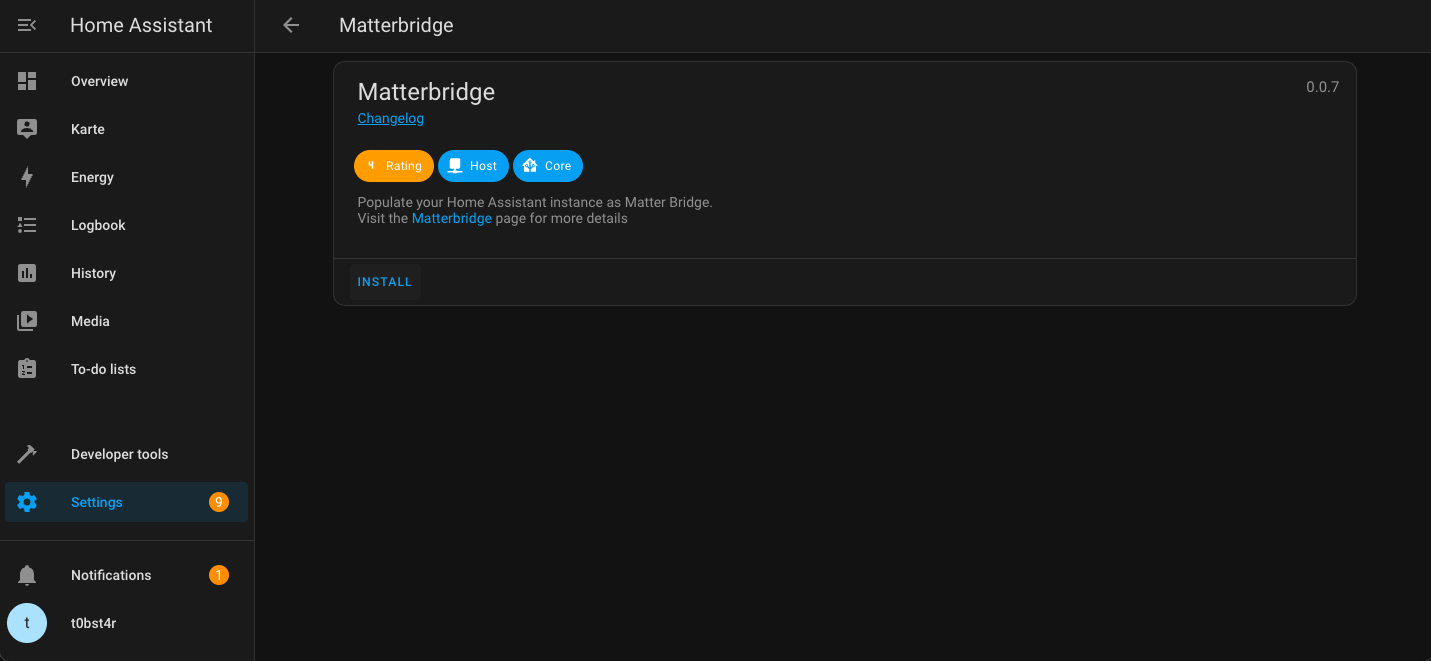 Home Assistant
Matterbridge
Overview
Karte
Energy
Logbook
History
Media
To-do lists
Developer tools
Settings
9
Notifications
1
t
t0bst4r
Matterbridge
0.0.7
Changelog
4 Rating
Host
Core
Populate your Home Assistant instance as Matter Bridge.
Visit the Matterbridge page for more details
INSTALL